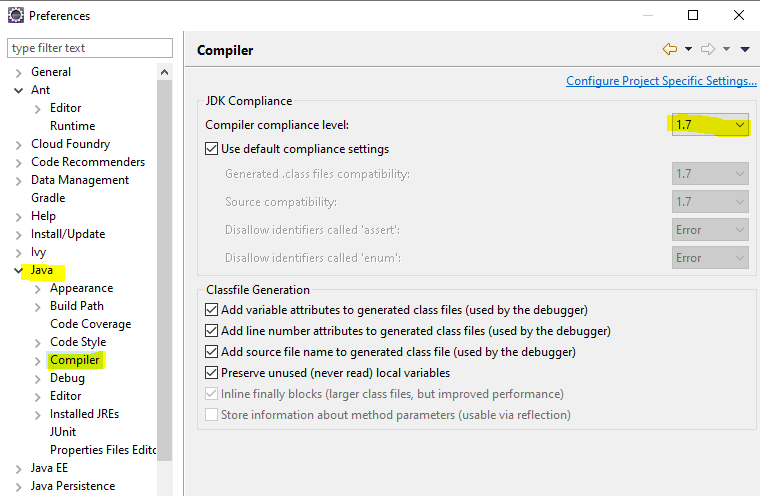 Preferences
type filter text
General
Ant
Editor
Runtime
Cloud Foundry
Code Recommenders
Data Management
Gradle
Help
Install/Update
Ivy
Java
Appearance
Build Path
Code Coverage
Code Style
Compiler
Debug
Editor
Installed JREs
JUnit
Properties Files Edito
Java EE
Java Persistence
Compiler
Configure Project Specific Settings...
JDK Compliance
Compiler compliance level: 1.7
Use default compliance settings
Generated .class files compatibility: 1.7
Source compatibility: 1.7
Disallow identifiers called 'assert': Error
Disallow identifiers called 'enum': Error
Classfile Generation
Add variable attributes to generated class files (used by the debugger)
Add line number attributes to generated class files (used by the debugger)
Add source file name to generated class file (used by the debugger)
Preserve unused (never read) local variables
Inline finally blocks (larger class files, but improved performance)
Store information about method parameters (usable via reflection)